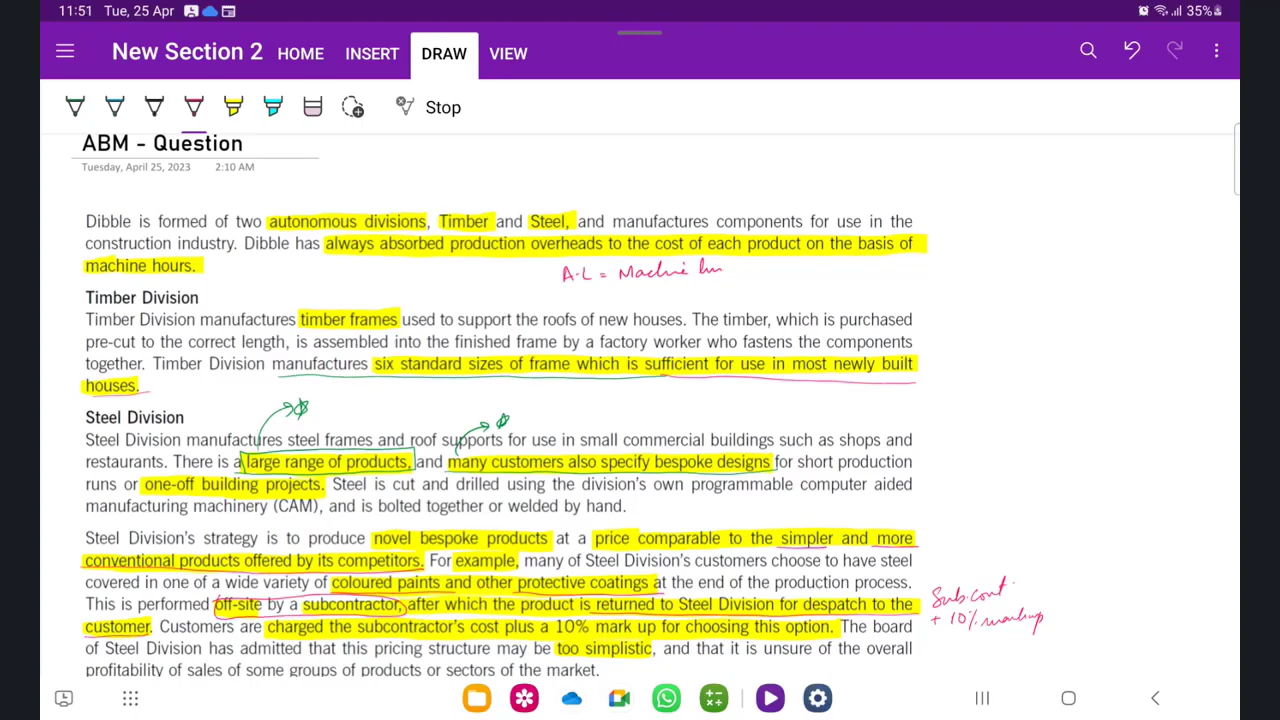 11:51 Tue, 25 Apr 35%
New Section 2 HOME INSERT DRAW VIEW
Stop
ABM - Question
Tuesday, April 25, 2023 2:10 AM
Dibble is formed of two autonomous divisions, Timber and Steel, and manufactures components for use in the
construction industry. Dibble has always absorbed production overheads to the cost of each product on the basis of
machine hours.
A.L = Machine hrs
Timber Division
Timber Division manufactures timber frames used to support the roofs of new houses. The timber, which is purchased
pre-cut to the correct length, is assembled into the finished frame by a factory worker who fastens the components
together. Timber Division manufactures six standard sizes of frame which is sufficient for use in most newly built
houses.
Steel Division
Steel Division manufactures steel frames and roof supports for use in small commercial buildings such as shops and
restaurants. There is a large range of products, and many customers also specify bespoke designs for short production
runs or one-off building projects. Steel is cut and drilled using the division's own programmable computer aided
manufacturing machinery (CAM), and is bolted together or welded by hand.
Steel Division's strategy is to produce novel bespoke products at a price comparable to the simpler and more
conventional products offered by its competitors. For example, many of Steel Division's customers choose to have steel
covered in one of a wide variety of coloured paints and other protective coatings at the end of the production process.
This is performed off-site by a subcontractor, after which the product is returned to Steel Division for despatch to the
customer. Customers are charged the subcontractor's cost plus a 10% mark up for choosing this option. The board
of Steel Division has admitted that this pricing structure may be too simplistic, and that it is unsure of the overall
profitability of sales of some groups of products or sectors of the market.
Subcont
+ 10% markup